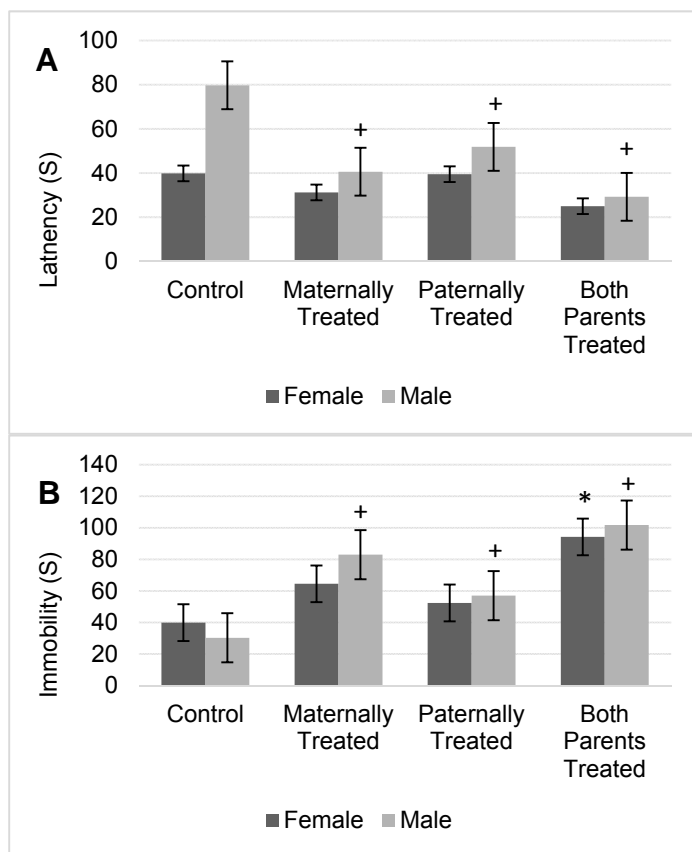 A
Latnency (S)
100
80
60
40
20
0
+
+
+
Control
Maternally
Treated
Paternally
Treated
Both
Parents
Treated
Female
Male
B
Immobility (S)
140
120
100
80
60
40
20
0
+
+
*
+
Control
Maternally
Treated
Paternally
Treated
Both
Parents
Treated
Female
Male